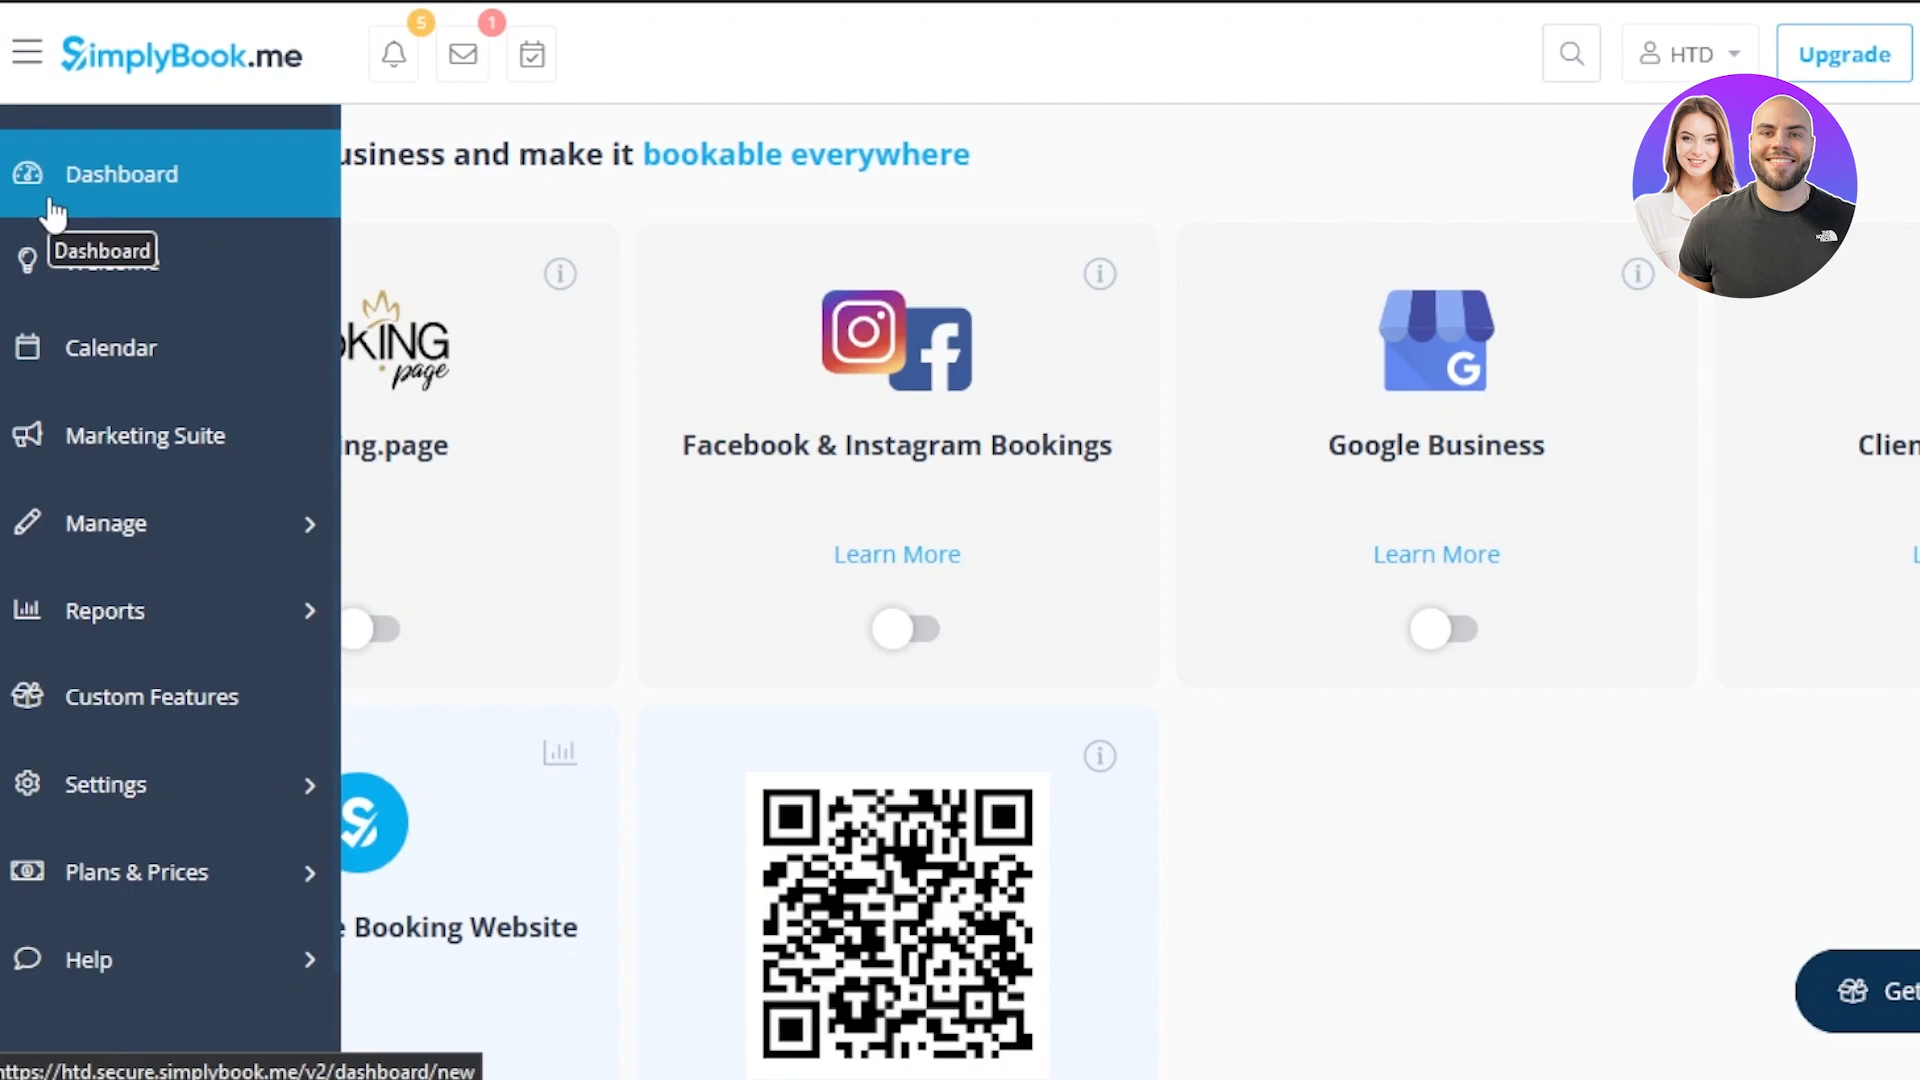 SimplyBook.me
5
1
HTD
Upgrade
Dashboard
usiness and make it bookable everywhere
Dashboard
Calendar
Marketing Suite
Manage
Reports
Custom Features
Settings
Plans & Prices
Help
OKING
page
ng.page
Facebook & Instagram Bookings
Learn More
Google Business
Learn More
Clien
L
Booking Website
Get
https://htd.secure.simplybook.me/v2/dashboard/new